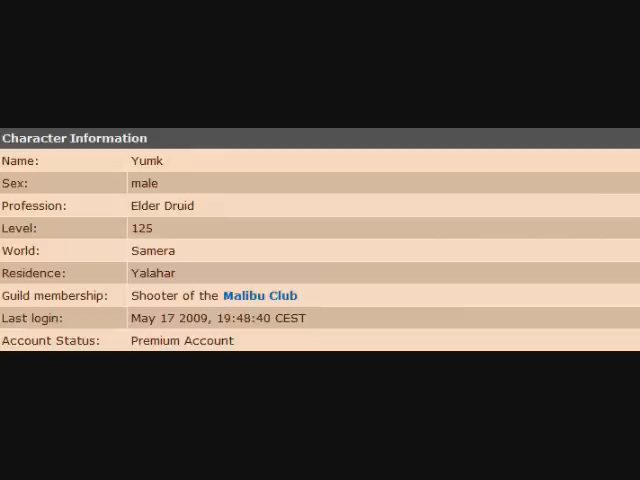 Character Information
Name: Yumk
Sex: male
Profession: Elder Druid
Level: 125
World: Samera
Residence: Yalahar
Guild membership: Shooter of the Malibu Club
Last login: May 17 2009, 19:48:40 CEST
Account Status: Premium Account